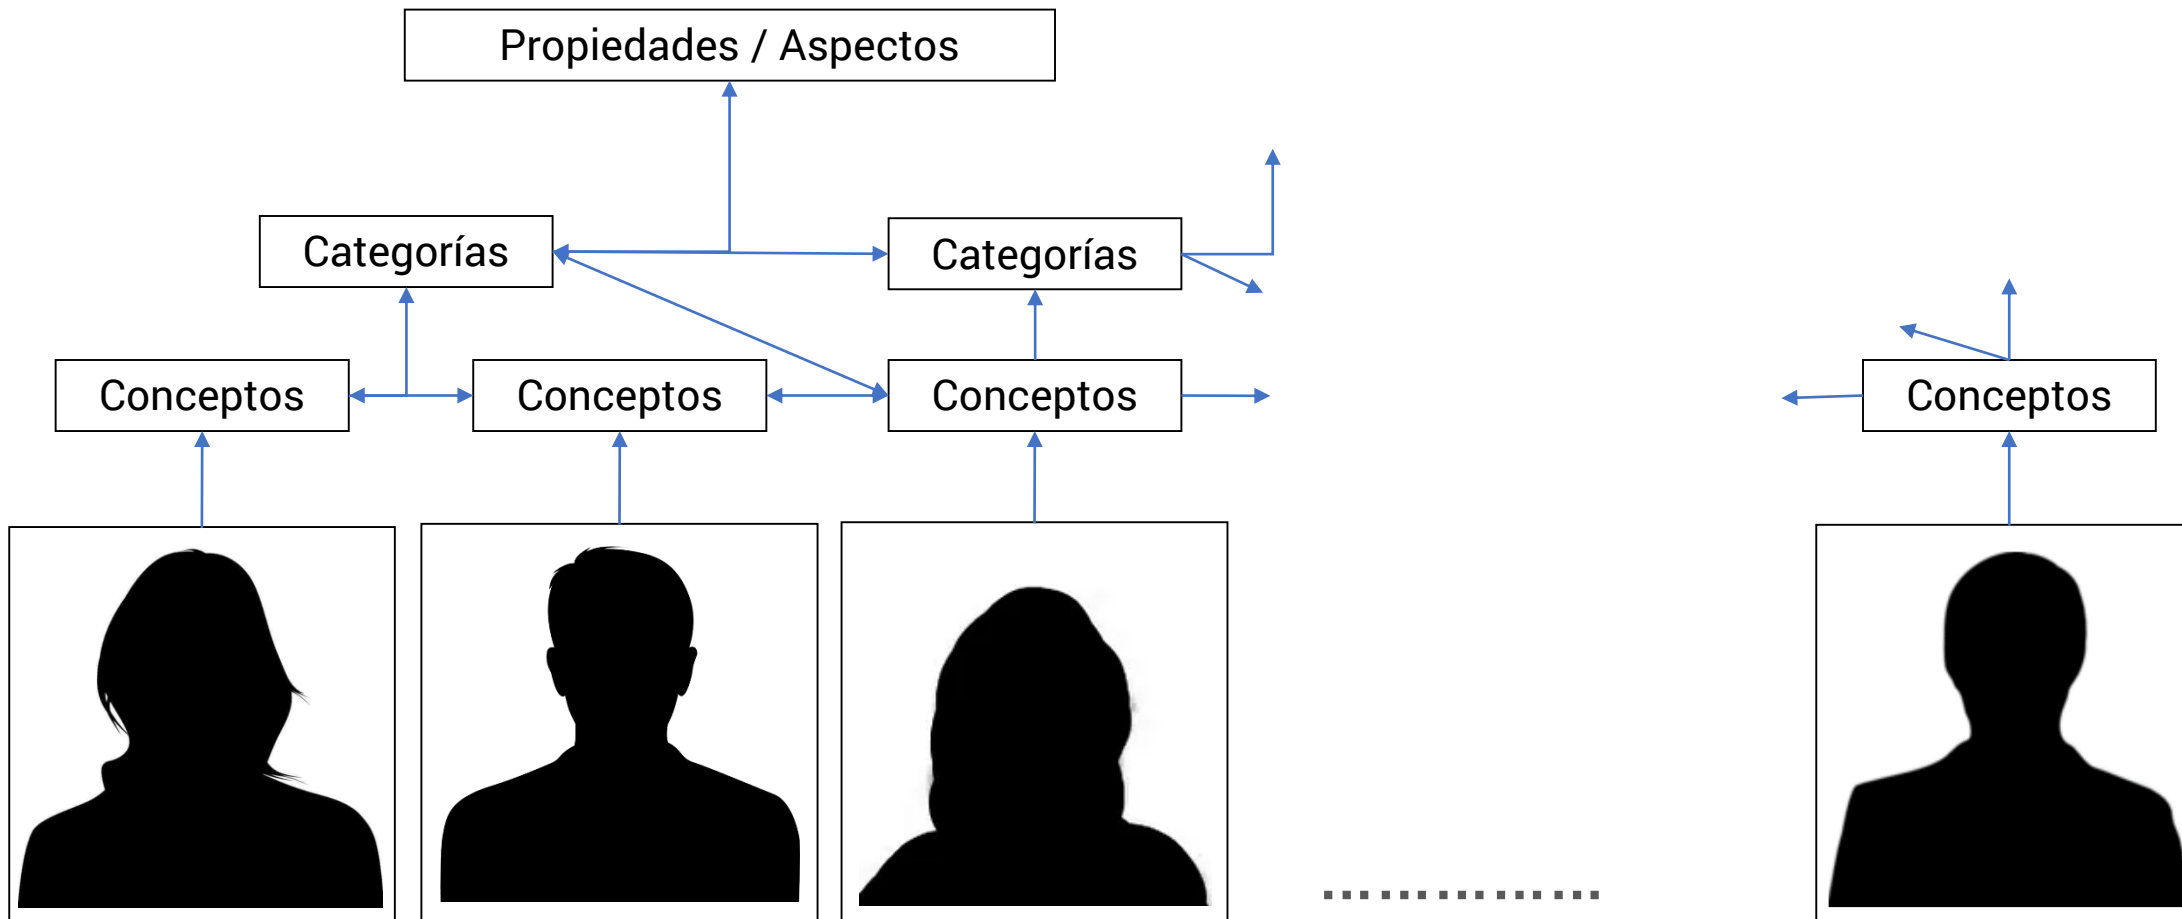 Propiedades / Aspectos
Categorías
Categorías
Conceptos
Conceptos
Conceptos
Conceptos